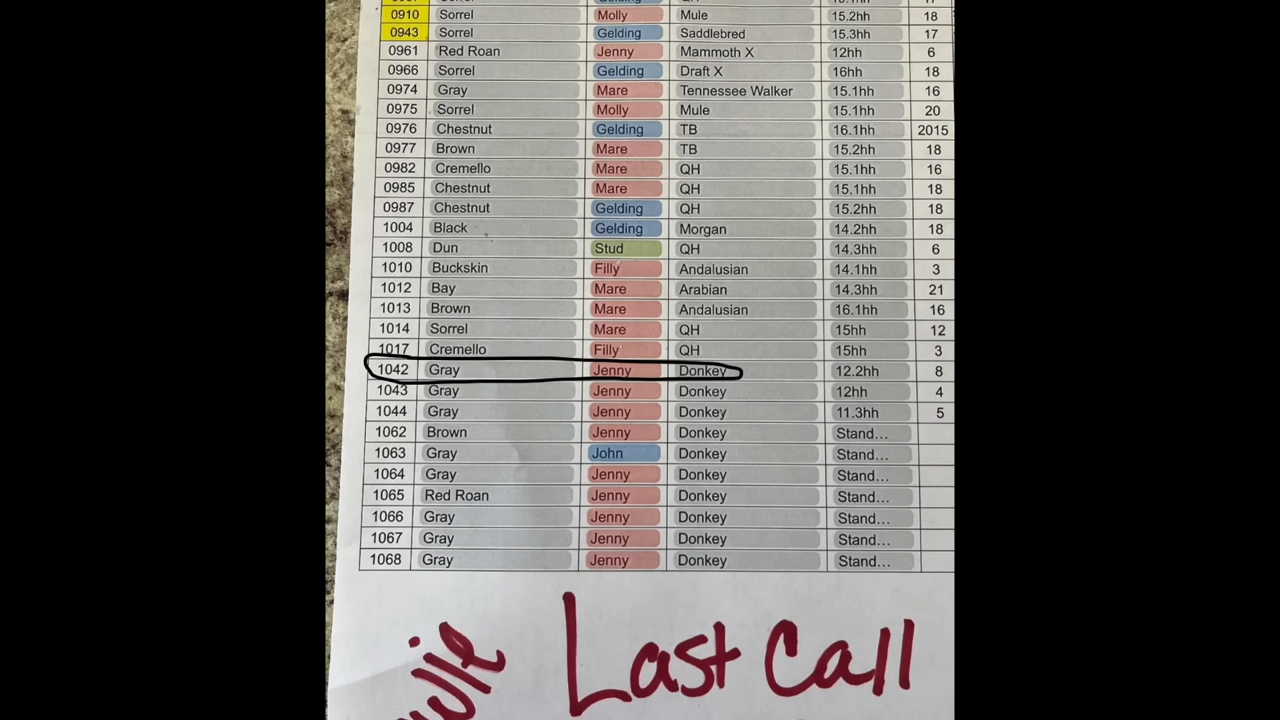 0910 Sorrel Molly Mule 15.2hh 18
0943 Sorrel Gelding Saddlebred 15.3hh 17
0961 Red Roan Jenny Mammoth X 12hh 6
0966 Sorrel Gelding Draft X 16hh 18
0974 Gray Mare Tennessee Walker 15.1hh 16
0975 Sorrel Molly Mule 15.1hh 20
0976 Chestnut Gelding TB 16.1hh 2015
0977 Brown Mare TB 15.2hh 18
0982 Cremello Mare QH 15.1hh 16
0985 Chestnut Mare QH 15.1hh 18
0987 Chestnut Gelding QH 15.2hh 18
1004 Black Gelding Morgan 14.2hh 18
1008 Dun Stud QH 14.3hh 6
1010 Buckskin Filly Andalusian 14.1hh 3
1012 Bay Mare Arabian 14.3hh 21
1013 Brown Mare Andalusian 16.1hh 16
1014 Sorrel Mare QH 15hh 12
1017 Cremello Filly QH 15hh 3
1042 Gray Jenny Donkey 12.2hh 8
1043 Gray Jenny Donkey 12hh 4
1044 Gray Jenny Donkey 11.3hh 5
1062 Brown Jenny Donkey Stand...
1063 Gray John Donkey Stand...
1064 Gray Jenny Donkey Stand...
1065 Red Roan Jenny Donkey Stand...
1066 Gray Jenny Donkey Stand...
1067 Gray Jenny Donkey Stand...
1068 Gray Jenny Donkey Stand...
Last Call